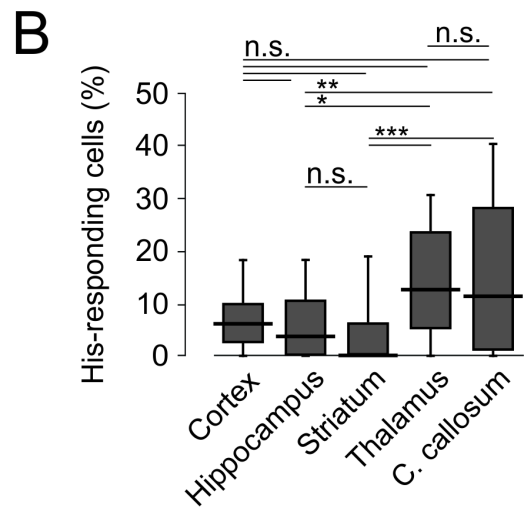 B
n.s.
n.s.
**
*
***
n.s.
His-responding cells (%)
50
40
30
20
10
0
Cortex
Hippocampus
Striatum
Thalamus
C. callosum